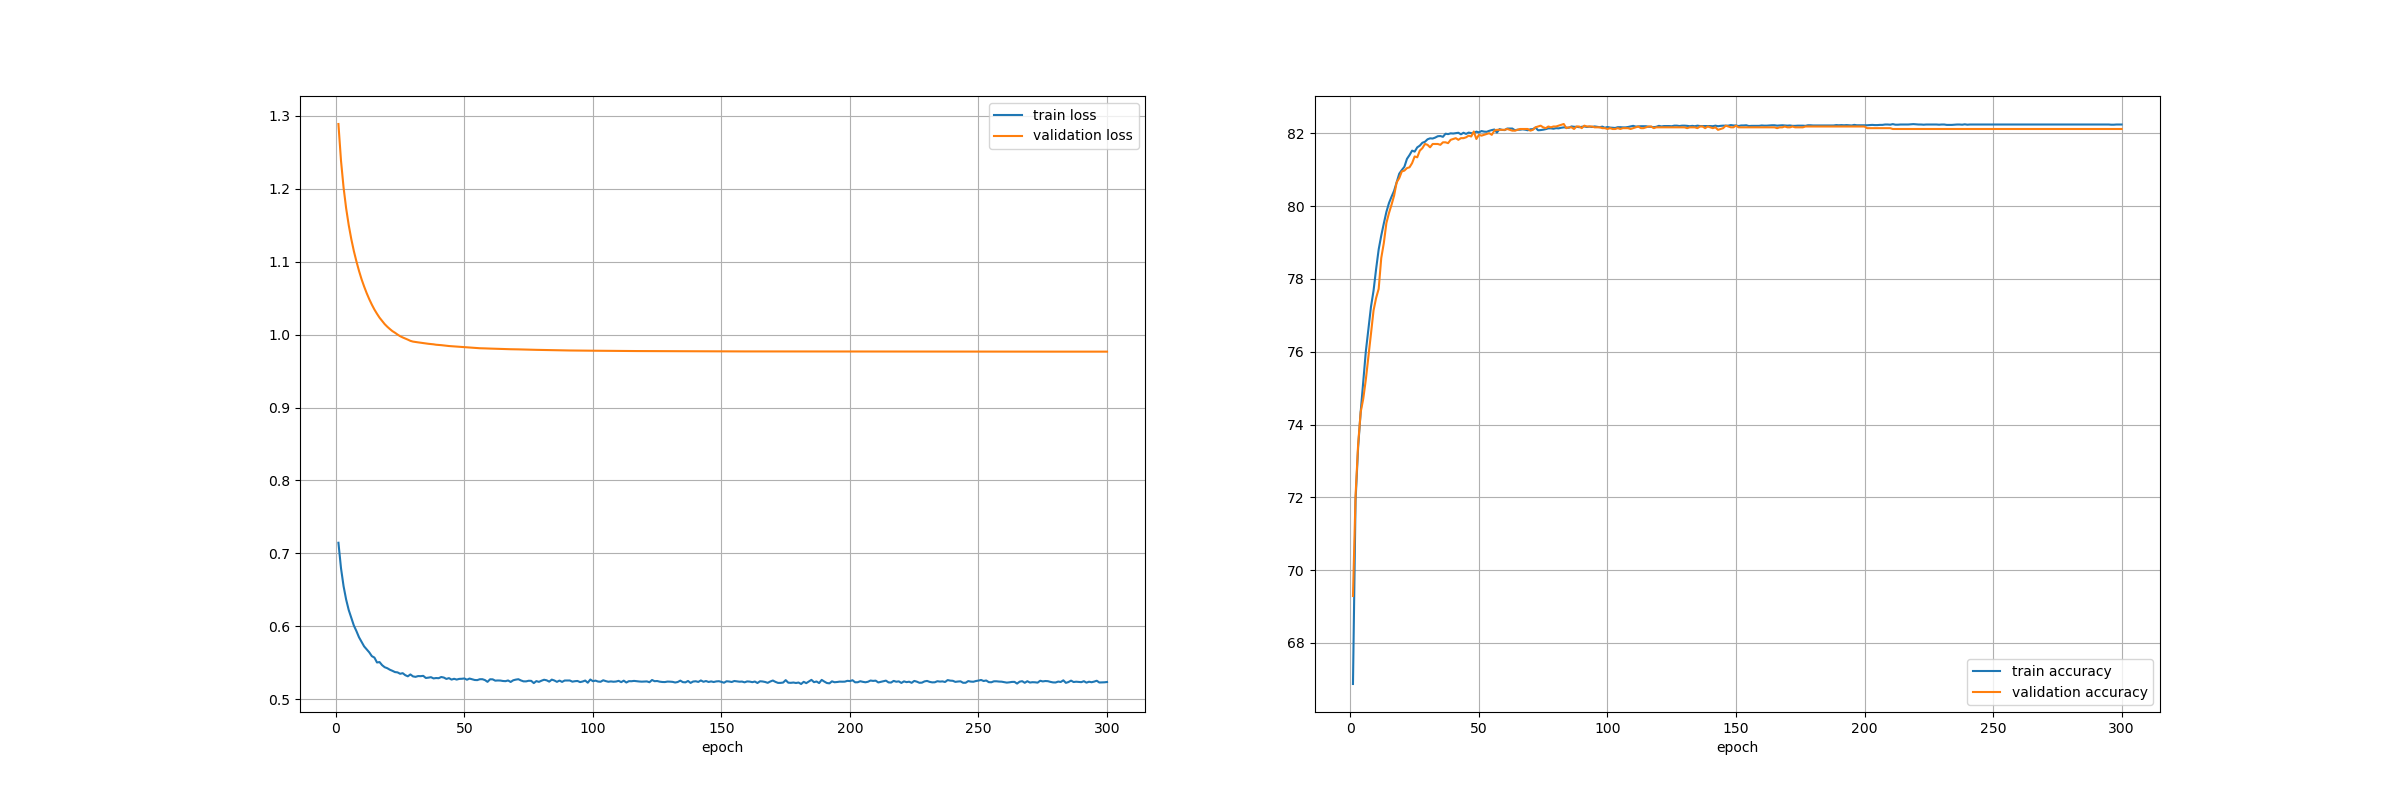 train loss
validation loss
1.3
1.2
1.1
1.0
0.9
0.8
0.7
0.6
0.5
0 50 100 150 200 250 300
epoch
82
80
78
76
74
72
70
68
train accuracy
validation accuracy
0 50 100 150 200 250 300
epoch